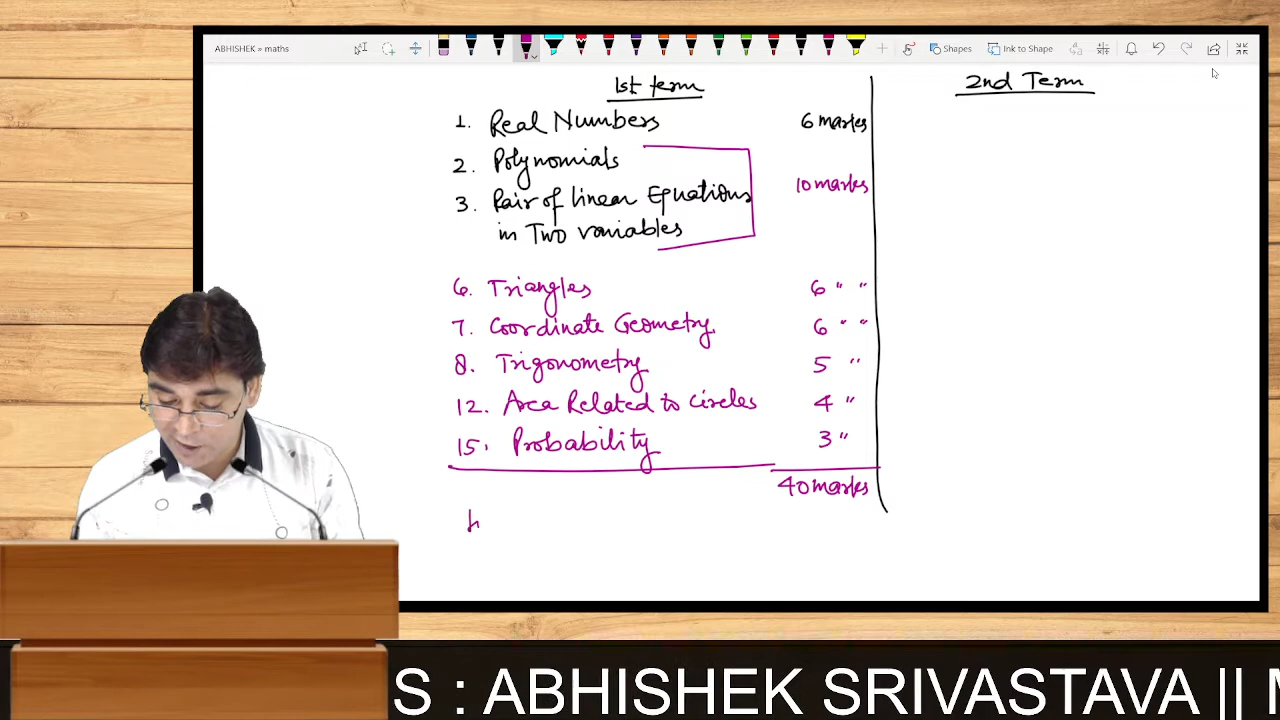 ABHISHEK » maths
Shapes
Ink to Shape
1st term
2nd Term
1. Real Numbers 6 marks
2. Polynomials
10 marks
3. Pair of linear Equations
in Two variables
6. Triangles 6 " "
7. Coordinate Geometry 6 " "
8. Trigonometry 5 "
12. Area Related to Circles 4 "
15. Probability 3 "
40 marks
S : ABHISHEK SRIVASTAVA || M